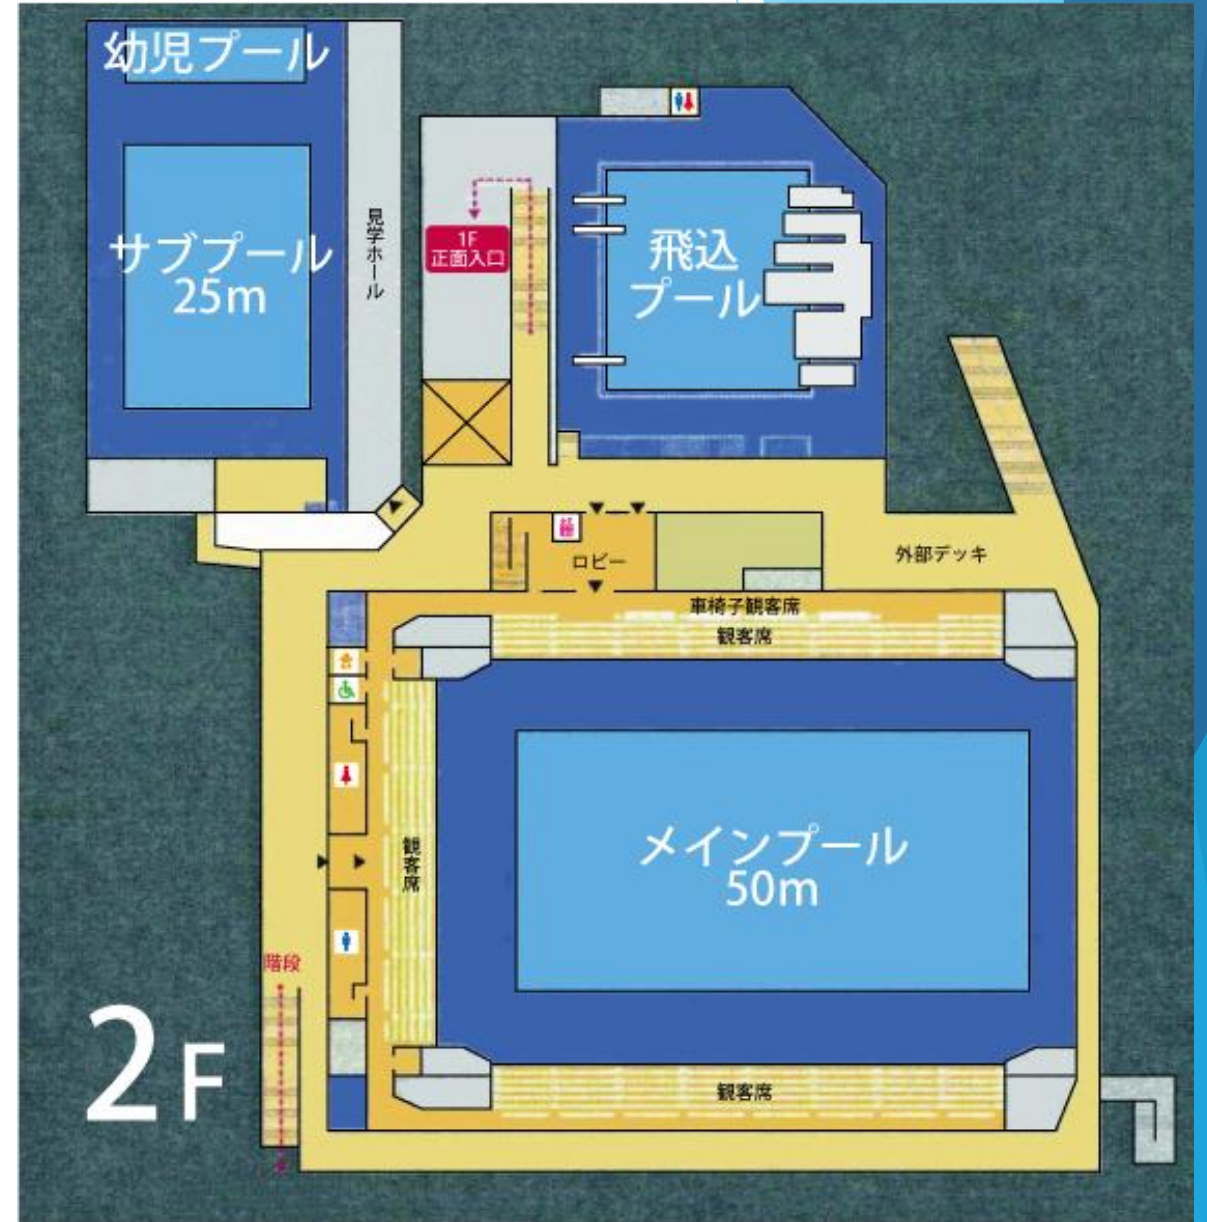 幼児プール
サブプール
25m
見学ホール
1F
正面入口
飛込
プール
外部デッキ
ロビー
車椅子観客席
観客席
観客席
メインプール
50m
階段
2F
観客席